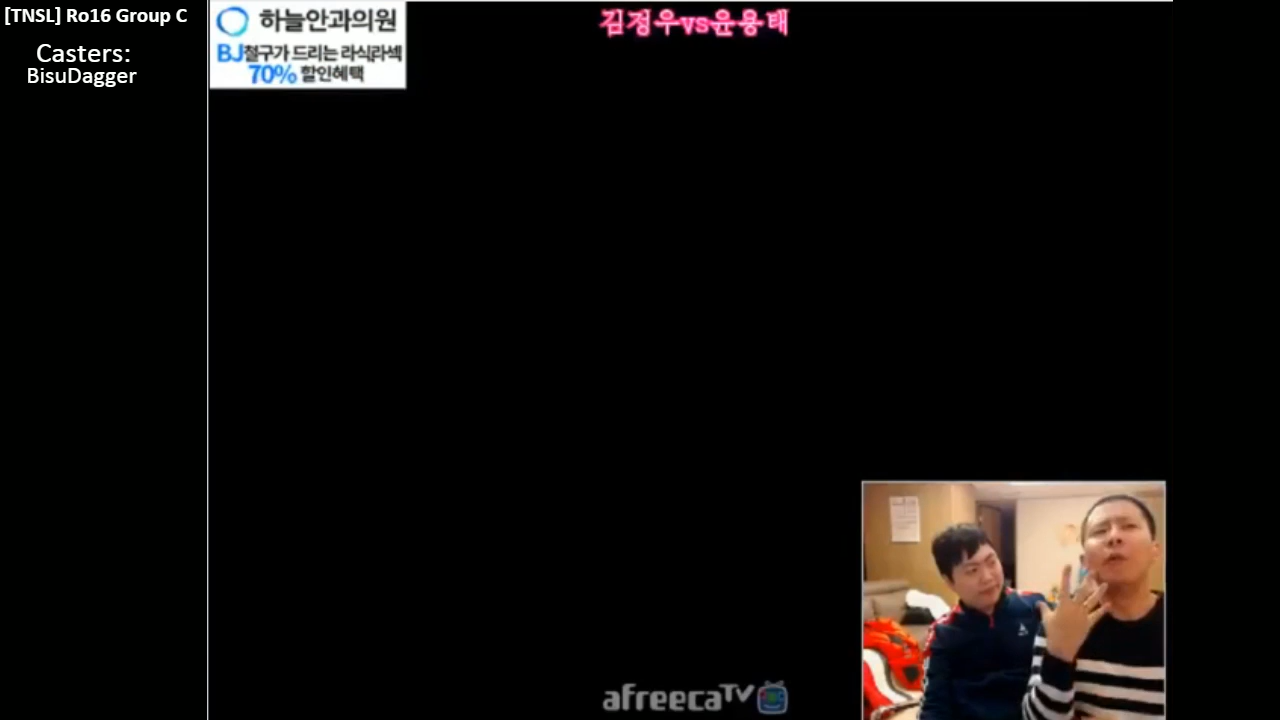 [TNSL] Ro16 Group C
Casters:
BisuDagger
하늘안과의원
BJ철구가 드리는 라식라섹
70% 할인혜택
김정우vs윤용태
afreecaTV